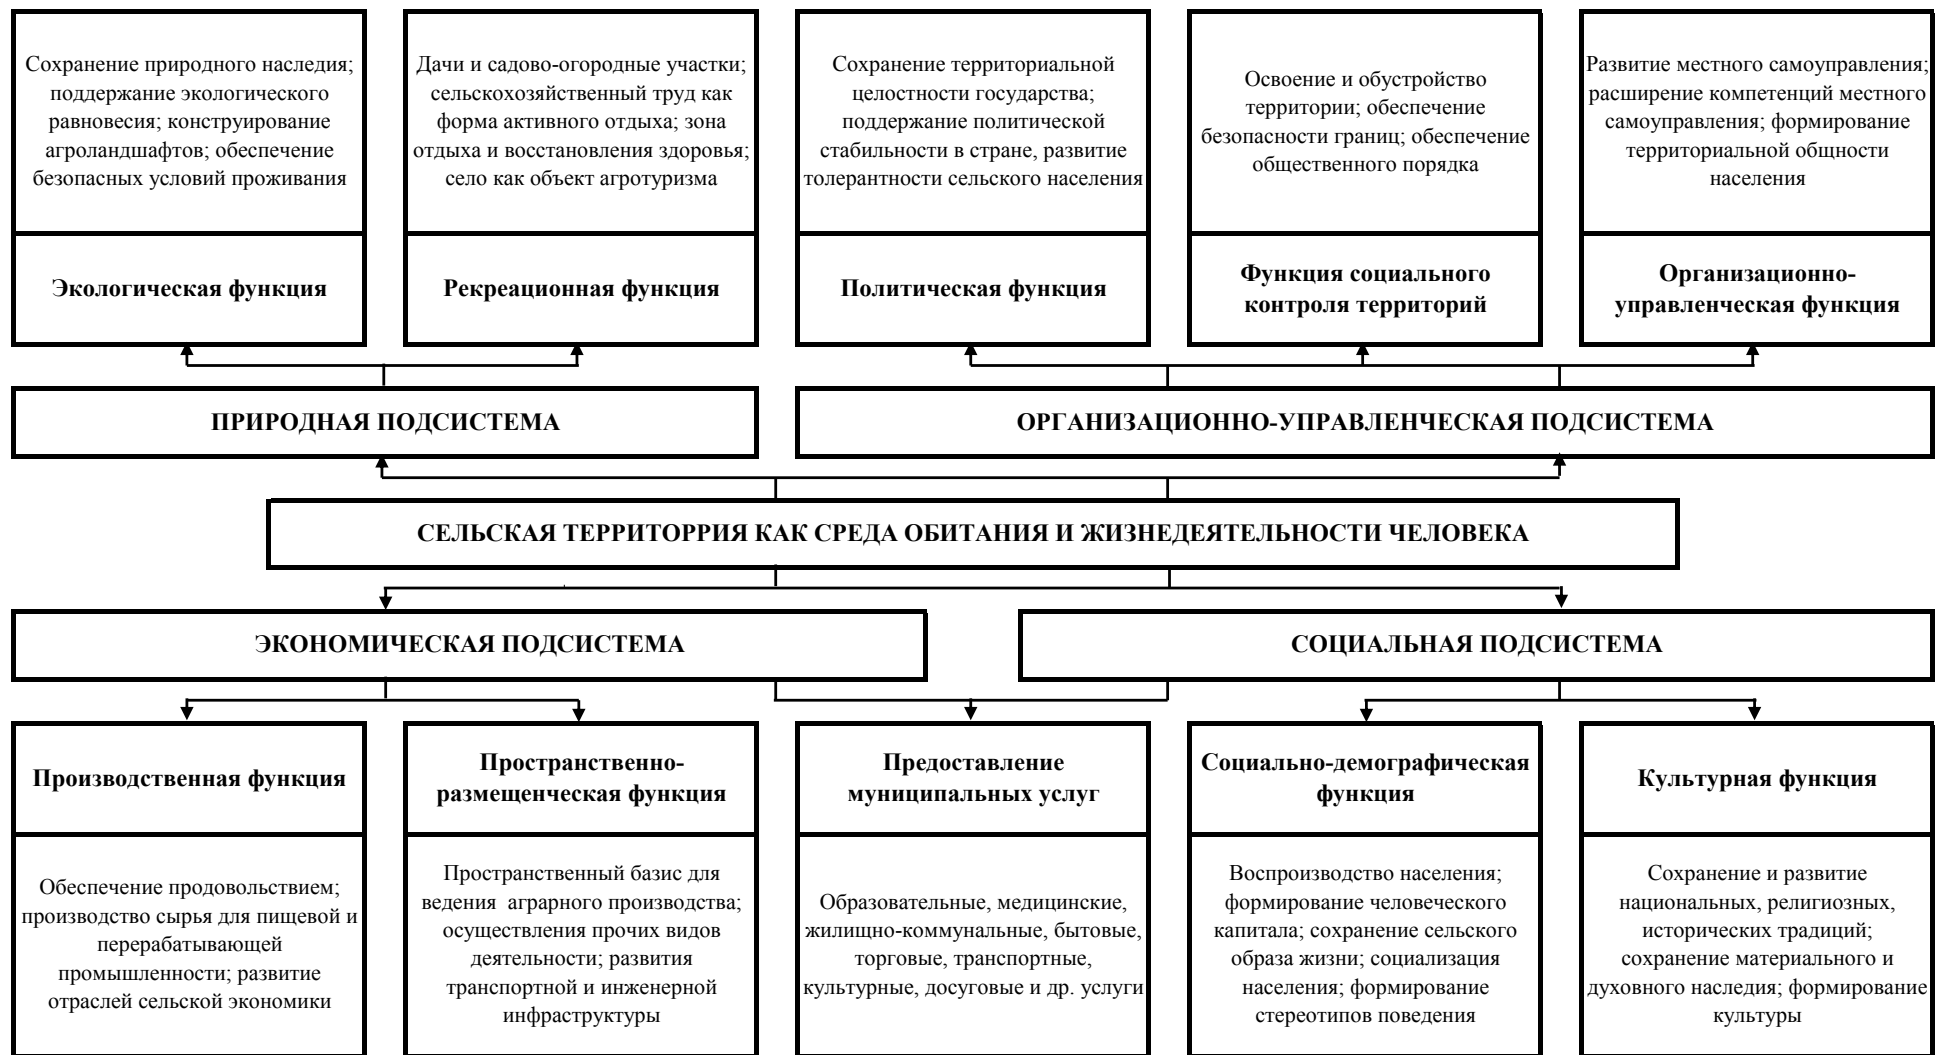 Сохранение природного наследия;
поддержание экологического
равновесия; конструирование
агроландшафтов; обеспечение
безопасных условий проживания
Экологическая функция
Дачи и садово-огородные участки;
сельскохозяйственный труд как
форма активного отдыха; зона
отдыха и восстановления здоровья;
село как объект агротуризма
Рекреационная функция
Сохранение территориальной
целостности государства;
поддержание политической
стабильности в стране, развитие
толерантности сельского населения
Политическая функция
Освоение и обустройство
территории; обеспечение
безопасности границ; обеспечение
общественного порядка
Функция социального
контроля территорий
Развитие местного самоуправления;
расширение компетенций местного
самоуправления; формирование
территориальной общности
населения
Организационно-
управленческая функция
ПРИРОДНАЯ ПОДСИСТЕМА
ОРГАНИЗАЦИОННО-УПРАВЛЕНЧЕСКАЯ ПОДСИСТЕМА
СЕЛЬСКАЯ ТЕРРИТОРРИЯ КАК СРЕДА ОБИТАНИЯ И ЖИЗНЕДЕЯТЕЛЬНОСТИ ЧЕЛОВЕКА
ЭКОНОМИЧЕСКАЯ ПОДСИСТЕМА
СОЦИАЛЬНАЯ ПОДСИСТЕМА
Производственная функция
Обеспечение продовольствием;
производство сырья для пищевой и
перерабатывающей
промышленности; развитие
отраслей сельской экономики
Пространственно-
размещенческая функция
Пространственный базис для
ведения аграрного производства;
осуществления прочих видов
деятельности; развития
транспортной и инженерной
инфраструктуры
Предоставление
муниципальных услуг
Образовательные, медицинские,
жилищно-коммунальные, бытовые,
торговые, транспортные,
культурные, досуговые и др. услуги
Социально-демографическая
функция
Воспроизводство населения;
формирование человеческого
капитала; сохранение сельского
образа жизни; социализация
населения; формирование
стереотипов поведения
Культурная функция
Сохранение и развитие
национальных, религиозных,
исторических традиций;
сохранение материального и
духовного наследия; формирование
культуры